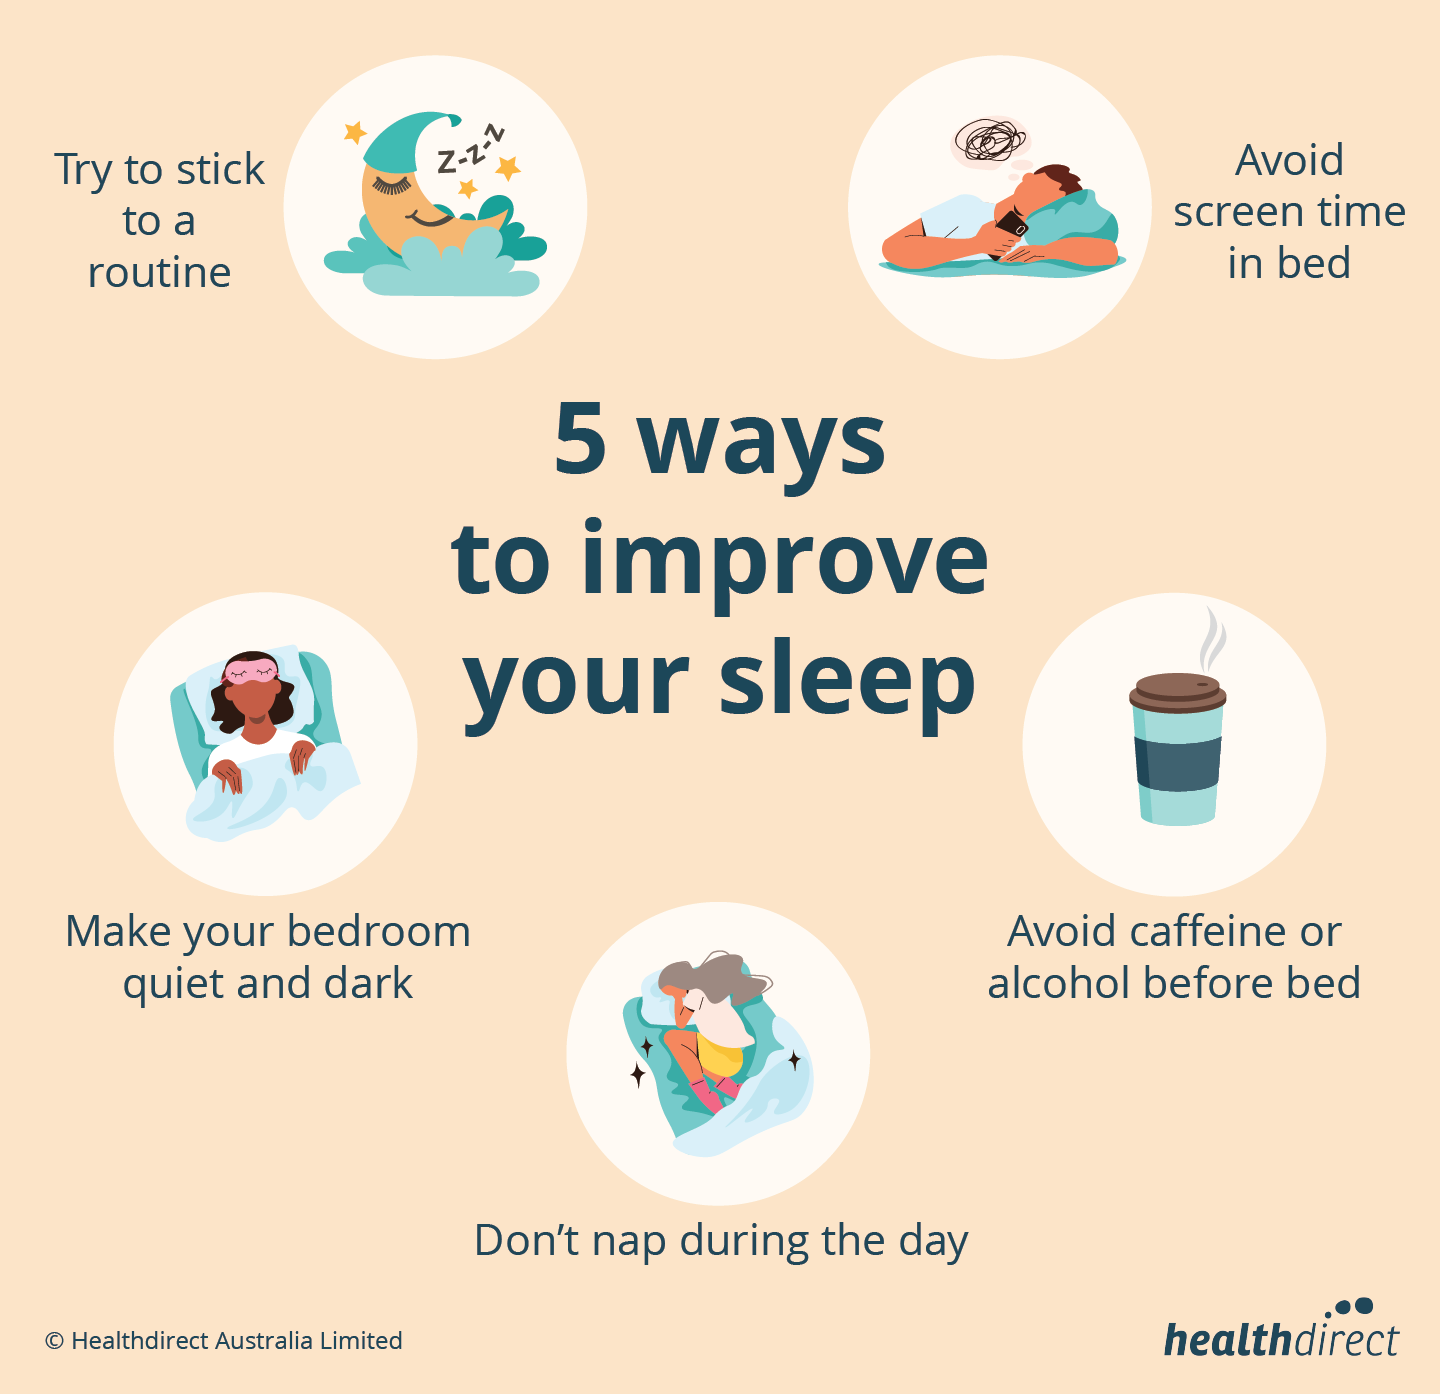 Try to stick
to a
routine
z-z-z
Avoid
screen time
in bed
5 ways
to improve
your sleep
Make your bedroom
quiet and dark
Avoid caffeine or
alcohol before bed
Don't nap during the day
© Healthdirect Australia Limited
healthdirect